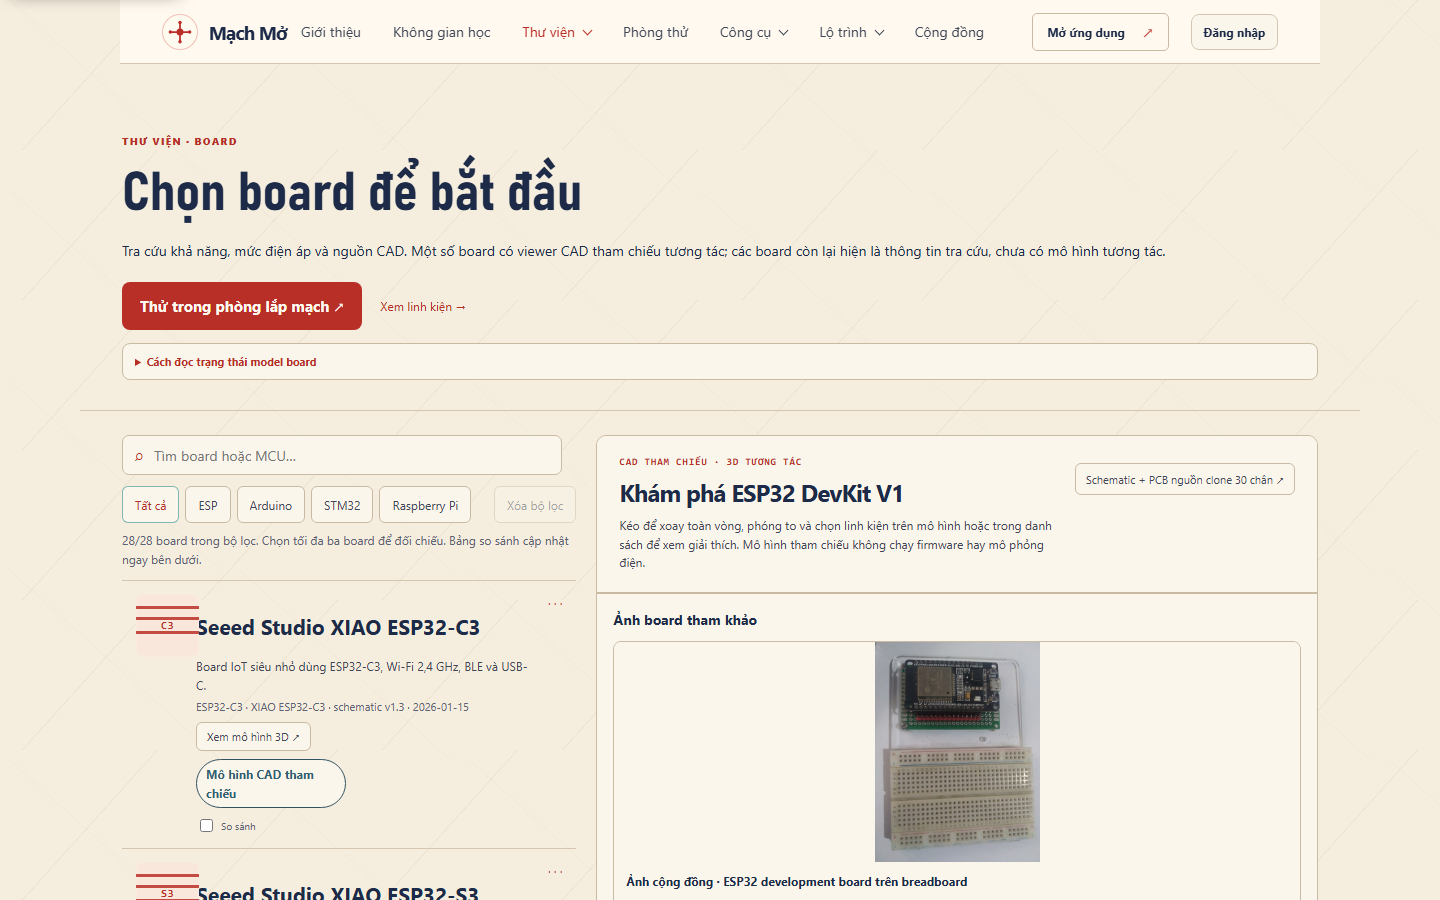 Mạch Mở
Giới thiệu
Không gian học
Thư viện
Phòng thử
Công cụ
Lộ trình
Cộng đồng
Mở ứng dụng ↗
Đăng nhập
THƯ VIỆN · BOARD
Chọn board để bắt đầu
Tra cứu khả năng, mức điện áp và nguồn CAD. Một số board có viewer CAD tham chiếu tương tác; các board còn lại hiện là thông tin tra cứu, chưa có mô hình tương tác.
Thử trong phòng lắp mạch ↗
Xem linh kiện →
▶ Cách đọc trạng thái model board
Tìm board hoặc MCU...
Tất cả
ESP
Arduino
STM32
Raspberry Pi
Xóa bộ lọc
28/28 board trong bộ lọc. Chọn tối đa ba board để đối chiếu. Bảng so sánh cập nhật
ngay bên dưới.
C3
Seeed Studio XIAO ESP32-C3
...
Board IoT siêu nhỏ dùng ESP32-C3, Wi-Fi 2,4 GHz, BLE và USB-
C.
ESP32-C3 · XIAO ESP32-C3 · schematic v1.3 · 2026-01-15
Xem mô hình 3D ↗
Mô hình CAD tham
chiếu
So sánh
S3
Seeed Studio XIAO ESP32-S3
...
CAD THAM CHIẾU · 3D TƯƠNG TÁC
Khám phá ESP32 DevKit V1
Kéo để xoay toàn vòng, phóng to và chọn linh kiện trên mô hình hoặc trong danh
sách để xem giải thích. Mô hình tham chiếu không chạy firmware hay mô phỏng
điện.
Schematic + PCB nguồn clone 30 chân ↗
Ảnh board tham khảo
Ảnh cộng đồng · ESP32 development board trên breadboard